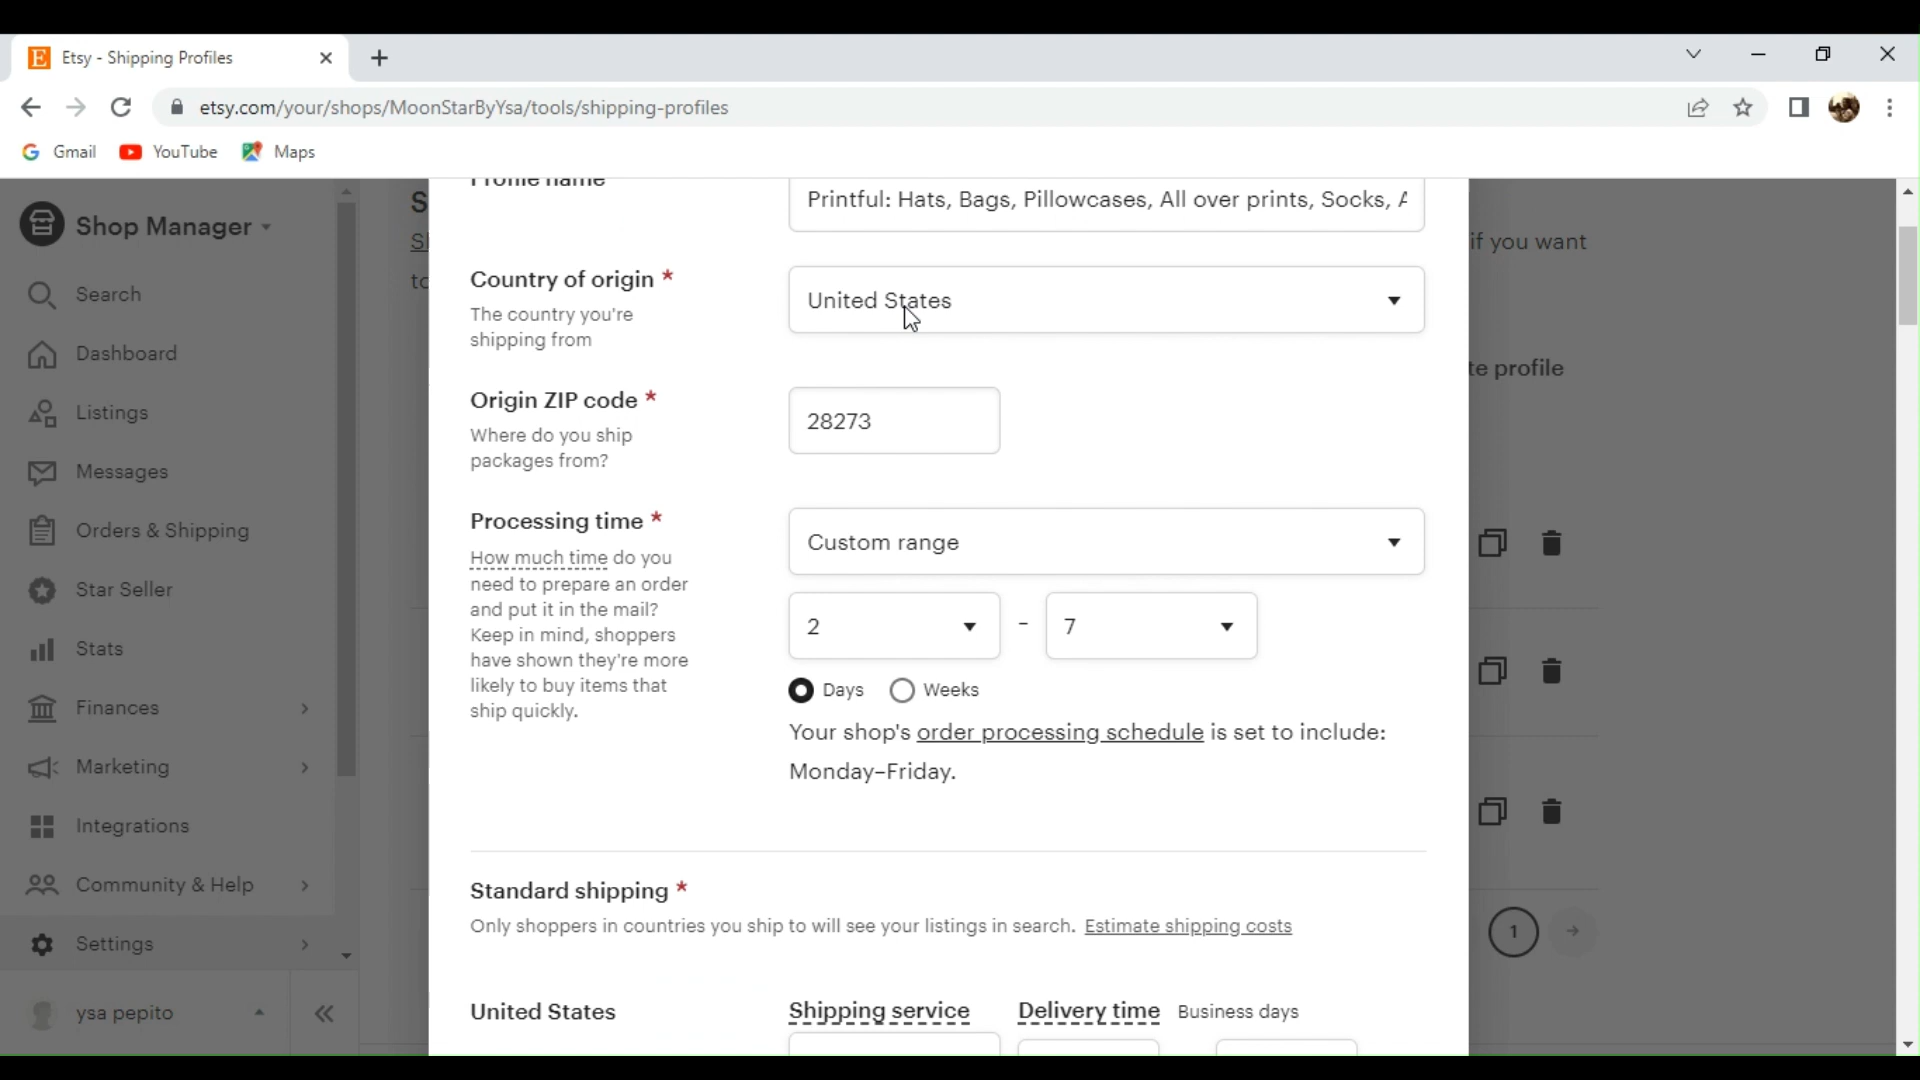 Etsy - Shipping Profiles
etsy.com/your/shops/MoonStarByYsa/tools/shipping-profiles
Gmail YouTube Maps
Shop Manager
Search
Dashboard
Listings
Messages
Orders & Shipping
Star Seller
Stats
Finances
Marketing
Integrations
Community & Help
Settings
ysa pepito
Profile name
Printful: Hats, Bags, Pillowcases, All over prints, Socks, A
Country of origin *
The country you're
shipping from
United States
Origin ZIP code *
Where do you ship
packages from?
28273
Processing time *
How much time do you
need to prepare an order
and put it in the mail?
Keep in mind, shoppers
have shown they're more
likely to buy items that
ship quickly.
Custom range
2 - 7
Days Weeks
Your shop's order processing schedule is set to include:
Monday–Friday.
Standard shipping *
Only shoppers in countries you ship to will see your listings in search. Estimate shipping costs
United States
Shipping service Delivery time Business days
if you want
to
te profile
1